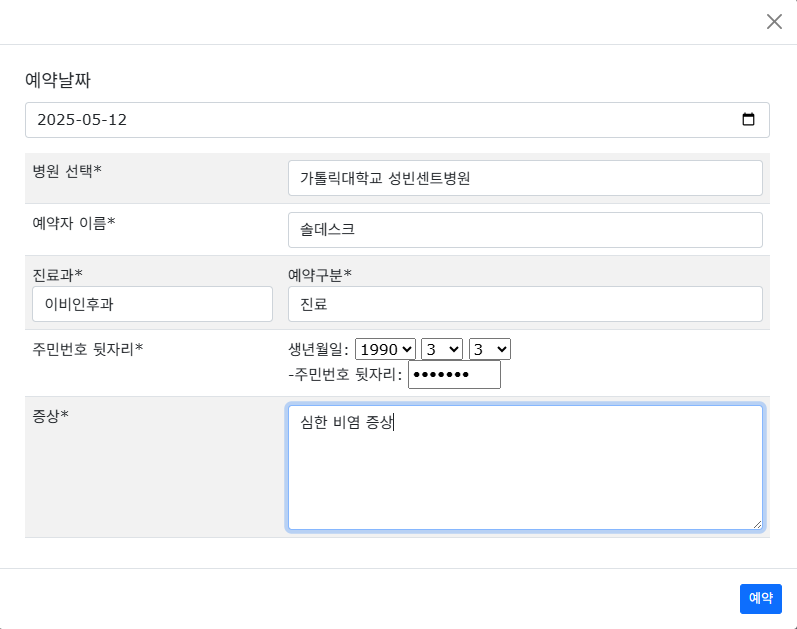 예약날짜
2025-05-12
병원 선택*
가톨릭대학교 성빈센트병원
예약자 이름*
솔데스크
진료과* 예약구분*
이비인후과 진료
주민번호 뒷자리* 생년월일: 1990 3 3
-주민번호 뒷자리: •••••••
증상*
심한 비염 증상
예약